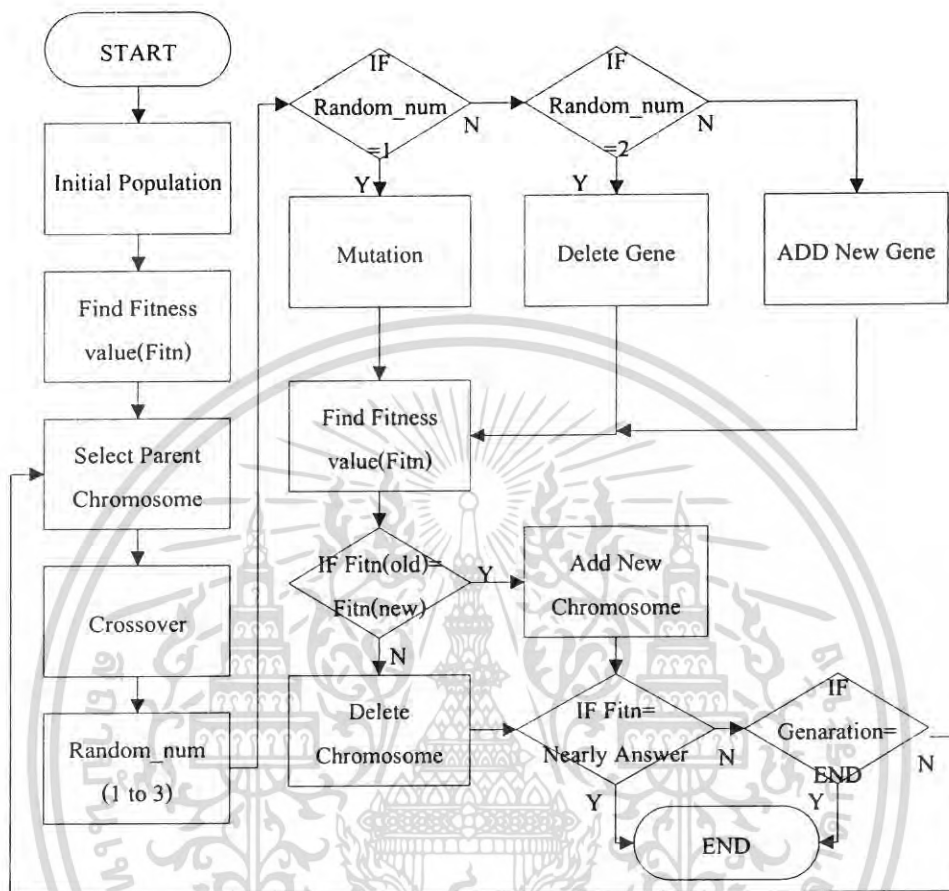 START
Initial Population
Find Fitness
value(Fitn)
Select Parent
Chromosome
Crossover
Random_num
(1 to 3)
IF
Random_num
=1
N
Y
IF
Random_num
=2
N
Y
Mutation
Delete Gene
ADD New Gene
Find Fitness
value(Fitn)
IF Fitn(old)=
Fitn(new)
Y
N
Add New
Chromosome
Delete
Chromosome
IF Fitn=
Nearly Answer
N
Y
IF
Genaration=
END
N
Y
END